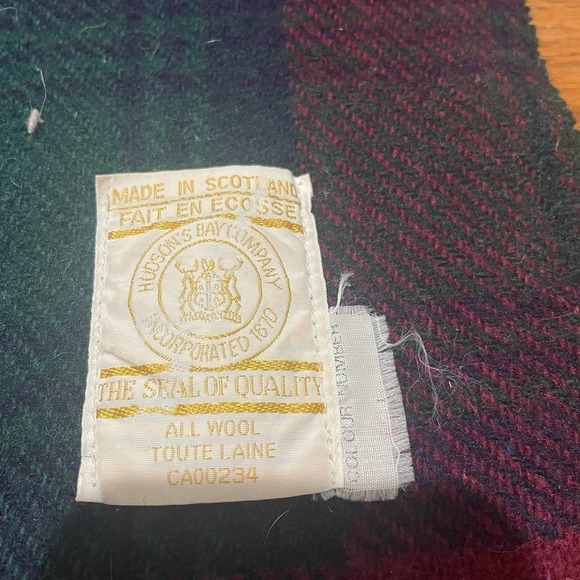 MADE IN SCOTLAND
FAIT EN ECOSSE
HUDSON'S BAY COMPANY
INCORPORATED 1670
THE SEAL OF QUALITY
ALL WOOL
TOUTE LAINE
CA00234
COLOUR NUMBER